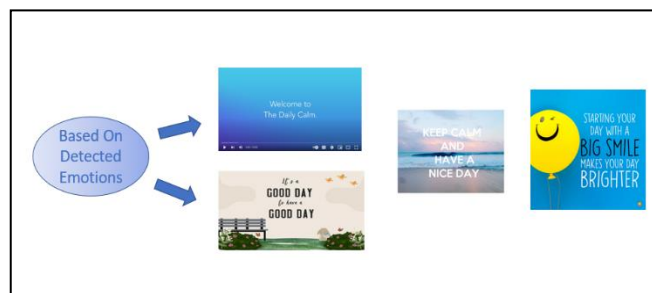 Based On
Detected
Emotions
Welcome to
The Daily Calm
It's a
GOOD DAY
to have a
GOOD DAY
KEEP CALM
AND
HAVE A
NICE DAY
STARTING YOUR
DAY WITH A
BIG SMILE
MAKES YOUR DAY
BRIGHTER